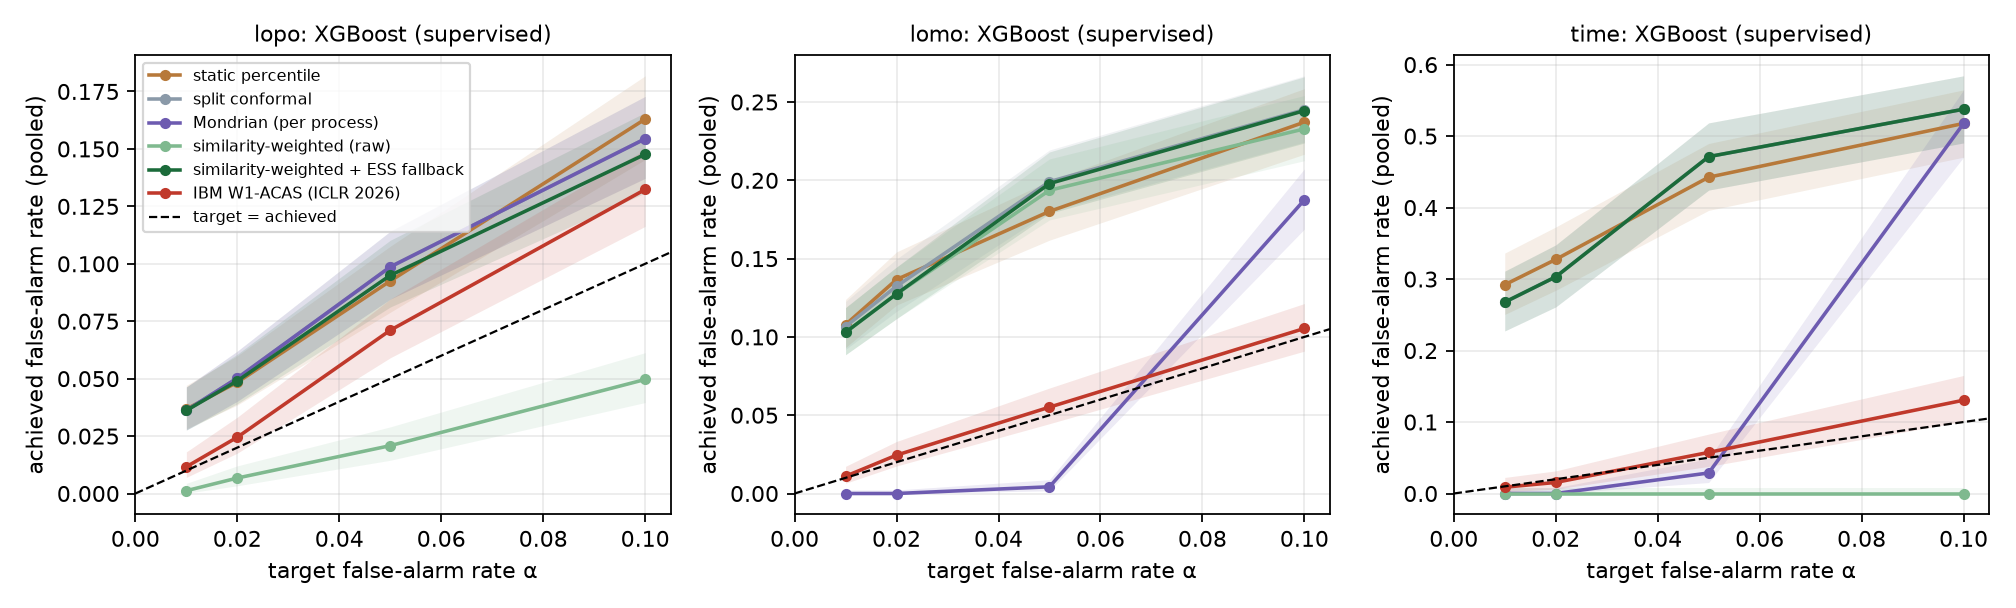 lopo: XGBoost (supervised)
achieved false-alarm rate (pooled)
0.175
0.150
0.125
0.100
0.075
0.050
0.025
0.000
static percentile
split conformal
Mondrian (per process)
similarity-weighted (raw)
similarity-weighted + ESS fallback
IBM W1-ACAS (ICLR 2026)
target = achieved
0.00 0.02 0.04 0.06 0.08 0.10
target false-alarm rate α
lomo: XGBoost (supervised)
achieved false-alarm rate (pooled)
0.25
0.20
0.15
0.10
0.05
0.00
0.00 0.02 0.04 0.06 0.08 0.10
target false-alarm rate α
time: XGBoost (supervised)
achieved false-alarm rate (pooled)
0.6
0.5
0.4
0.3
0.2
0.1
0.0
0.00 0.02 0.04 0.06 0.08 0.10
target false-alarm rate α